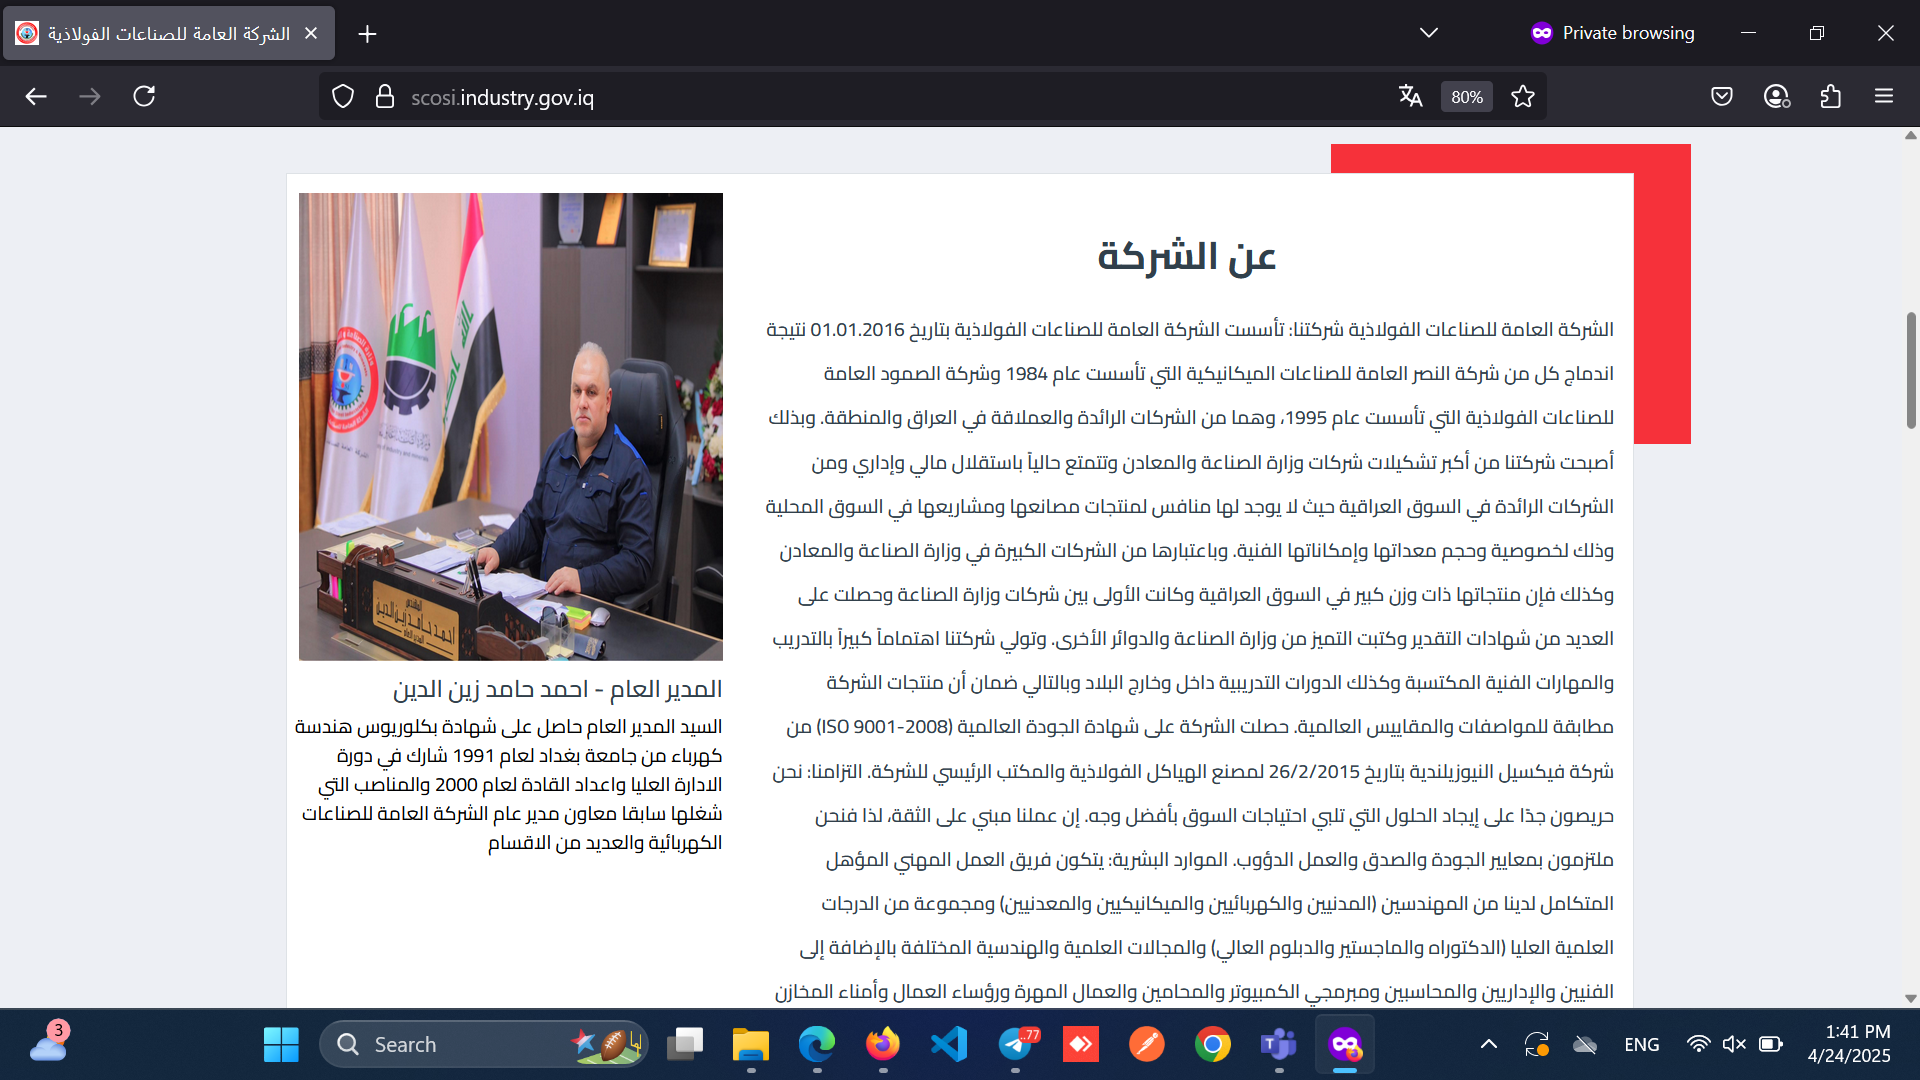 الشركة العامة للصناعات الفولاذية
Private browsing
scosi.industry.gov.iq
80%
عن الشركة
الشركة العامة للصناعات الفولاذية شركتنا: تأسست الشركة العامة للصناعات الفولاذية بتاريخ 01.01.2016 نتيجة
اندماج كل من شركة النصر العامة للصناعات الميكانيكية التي تأسست عام 1984 وشركة الصمود العامة
للصناعات الفولاذية التي تأسست عام 1995، وهما من الشركات الرائدة والعملاقة في العراق والمنطقة. وبذلك
أصبحت شركتنا من أكبر تشكيلات شركات وزارة الصناعة والمعادن وتتمتع حالياً باستقلال مالي وإداري ومن
الشركات الرائدة في السوق العراقية حيث لا يوجد لها منافس لمنتجات مصانعها ومشاريعها في السوق المحلية
وذلك لخصوصية وحجم معداتها وإمكاناتها الفنية. وباعتبارها من الشركات الكبيرة في وزارة الصناعة والمعادن
وكذلك فإن منتجاتها ذات وزن كبير في السوق العراقية وكانت الأولى بين شركات وزارة الصناعة وحصلت على
العديد من شهادات التقدير وكتبت التميز من وزارة الصناعة والدوائر الأخرى. وتولي شركتنا اهتماماً كبيراً بالتدريب
والمهارات الفنية المكتسبة وكذلك الدورات التدريبية داخل وخارج البلاد وبالتالي ضمان أن منتجات الشركة
مطابقة للمواصفات والمقاييس العالمية. حصلت الشركة على شهادة الجودة العالمية (ISO 9001-2008) من
شركة فيكسيل النيوزيلندية بتاريخ 26/2/2015 لمصنع الهياكل الفولاذية والمكتب الرئيسي للشركة. التزامنا: نحن
حريصون جدًا على إيجاد الحلول التي تلبي احتياجات السوق بأفضل وجه. إن عملنا مبني على الثقة، لذا فنحن
ملتزمون بمعايير الجودة والصدق والعمل الدؤوب. الموارد البشرية: يتكون فريق العمل المهني المؤهل
المتكامل لدينا من المهندسين (المدنيين والكهربائيين والميكانيكيين والمعدنيين) ومجموعة من الدرجات
العلمية العليا (الدكتوراه والماجستير والدبلوم العالي) والمجالات العلمية والهندسية المختلفة بالإضافة إلى
الفنيين والإداريين والمحاسبين ومبرمجي الكمبيوتر والمحامين والعمال المهرة ورؤساء العمال وأمناء المخازن
المهندس
احمد حامد زين الدين
المدير العام
المدير العام - احمد حامد زين الدين
السيد المدير العام حاصل على شهادة بكلوريوس هندسة
كهرباء من جامعة بغداد لعام 1991 شارك في دورة
الادارة العليا واعداد القادة لعام 2000 والمناصب التي
شغلها سابقا معاون مدير عام الشركة العامة للصناعات
الكهربائية والعديد من الاقسام
3
Search
..77
ENG
1:41 PM
4/24/2025